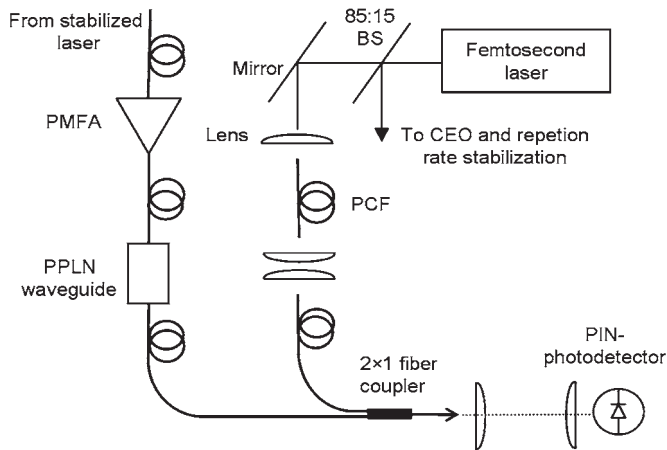 From stabilized
laser
85:15
BS
Mirror
Femtosecond
laser
PMFA
Lens
To CEO and repetion
rate stabilization
PCF
PPLN
waveguide
PIN-
photodetector
2×1 fiber
coupler